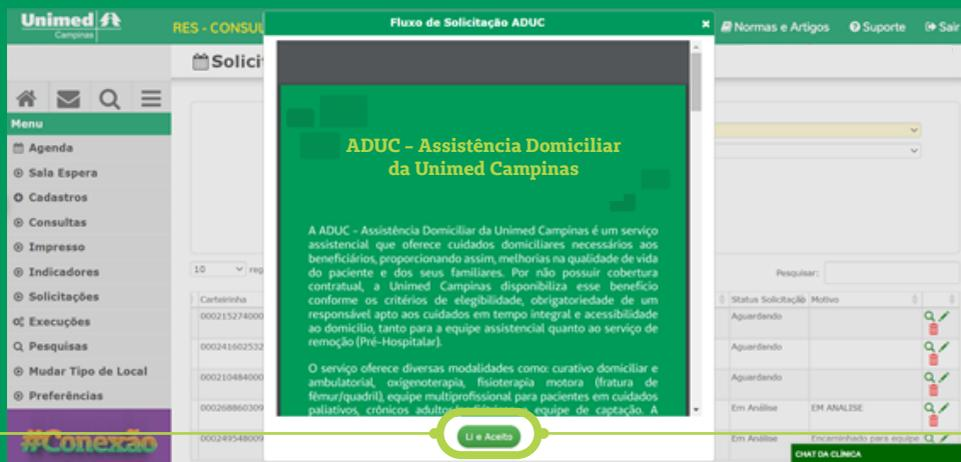 Unimed
Campinas
RES - CONSUL
Fluxo de Solicitação ADUC
×
Normas e Artigos
Suporte
Sair
Solici
Menu
Agenda
Sala Espera
Cadastros
Consultas
Impresso
Indicadores
Solicitações
Execuções
Pesquisas
Mudar Tipo de Local
Preferências
#Conexão
ADUC – Assistência Domiciliar
da Unimed Campinas
A ADUC - Assistência Domiciliar da Unimed Campinas é um serviço
assistencial que oferece cuidados domiciliares necessários aos
beneficiários, proporcionando assim, melhorias na qualidade de vida
do paciente e dos seus familiares. Por não possuir cobertura
contratual, a Unimed Campinas disponibiliza esse benefício
conforme os critérios de elegibilidade, obrigatoriedade de um
responsável apto aos cuidados em tempo integral e acessibilidade
ao domicílio, tanto para a equipe assistencial quanto ao serviço de
remoção (Pré-Hospitalar).
O serviço oferece diversas modalidades como: curativo domiciliar e
ambulatorial, oxigenoterapia, fisioterapia motora (fratura de
fêmur/quadril), equipe multiprofissional para pacientes em cuidados
paliativos, crônicos adultos equipe de captação. A
Li e Aceito
10 reg
Pesquisar:
Carteirinha
Status Solicitação Motivo
000215274000 Aguardando
000241602532 Aguardando
000210484000 Aguardando
000268860309 Em Análise EM ANALISE
000249548009 Em Análise Encaminhado para equipe
CHAT DA CLÍNICA